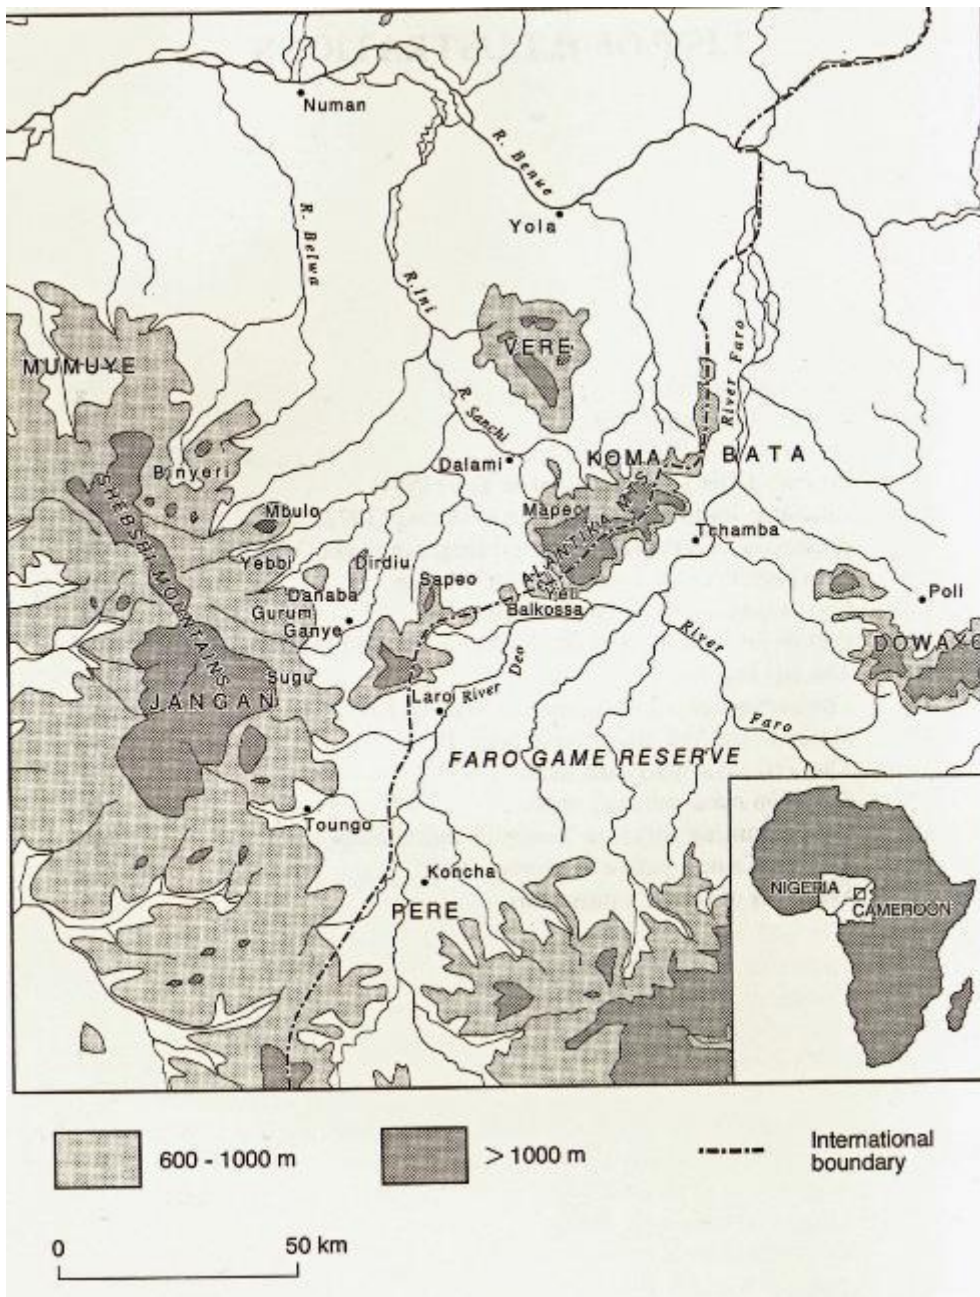 Numan
R. Benue
Yola
R. Belwa
R. Ini
VERE
River Faro
MUMUYE
R. Sanchi
Dalami
KOMA
BATA
Binyeri
SHEBSHI MOUNTAINS
Mbulo
Mapeo
ALANTIKA MTS
Tchamba
Yebbi
Dirdiu
Danaba
Sapeo
Yeli
Balkossa
Poli
Gurum
Ganye
River
DOWAYO
Deo
Sugu
JANGAN
Laro
River
Faro
FARO GAME RESERVE
Toungo
Koncha
PERE
NIGERIA
CAMEROON
600 - 1000 m
> 1000 m
International
boundary
0
50 km